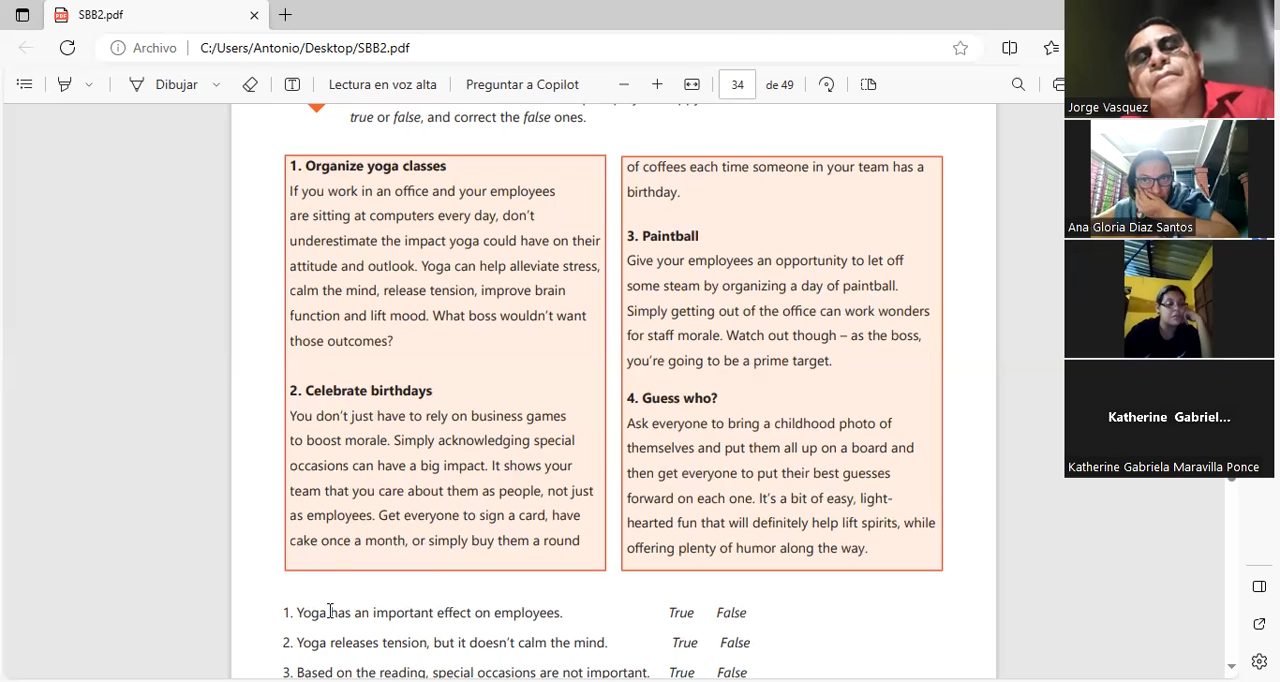 SBB2.pdf
Archivo
C:/Users/Antonio/Desktop/SBB2.pdf
Dibujar
Lectura en voz alta
Preguntar a Copilot
34
de 49
true or false, and correct the false ones.
1. Organize yoga classes
If you work in an office and your employees
are sitting at computers every day, don't
underestimate the impact yoga could have on their
attitude and outlook. Yoga can help alleviate stress,
calm the mind, release tension, improve brain
function and lift mood. What boss wouldn't want
those outcomes?
2. Celebrate birthdays
You don't just have to rely on business games
to boost morale. Simply acknowledging special
occasions can have a big impact. It shows your
team that you care about them as people, not just
as employees. Get everyone to sign a card, have
cake once a month, or simply buy them a round
of coffees each time someone in your team has a
birthday.
3. Paintball
Give your employees an opportunity to let off
some steam by organizing a day of paintball.
Simply getting out of the office can work wonders
for staff morale. Watch out though – as the boss,
you're going to be a prime target.
4. Guess who?
Ask everyone to bring a childhood photo of
themselves and put them all up on a board and
then get everyone to put their best guesses
forward on each one. It's a bit of easy, light-
hearted fun that will definitely help lift spirits, while
offering plenty of humor along the way.
1. Yoga has an important effect on employees. True False
2. Yoga releases tension, but it doesn't calm the mind. True False
3. Based on the reading, special occasions are not important. True False
Jorge Vasquez
Ana Gloria Diaz Santos
Katherine Gabriel...
Katherine Gabriela Maravilla Ponce